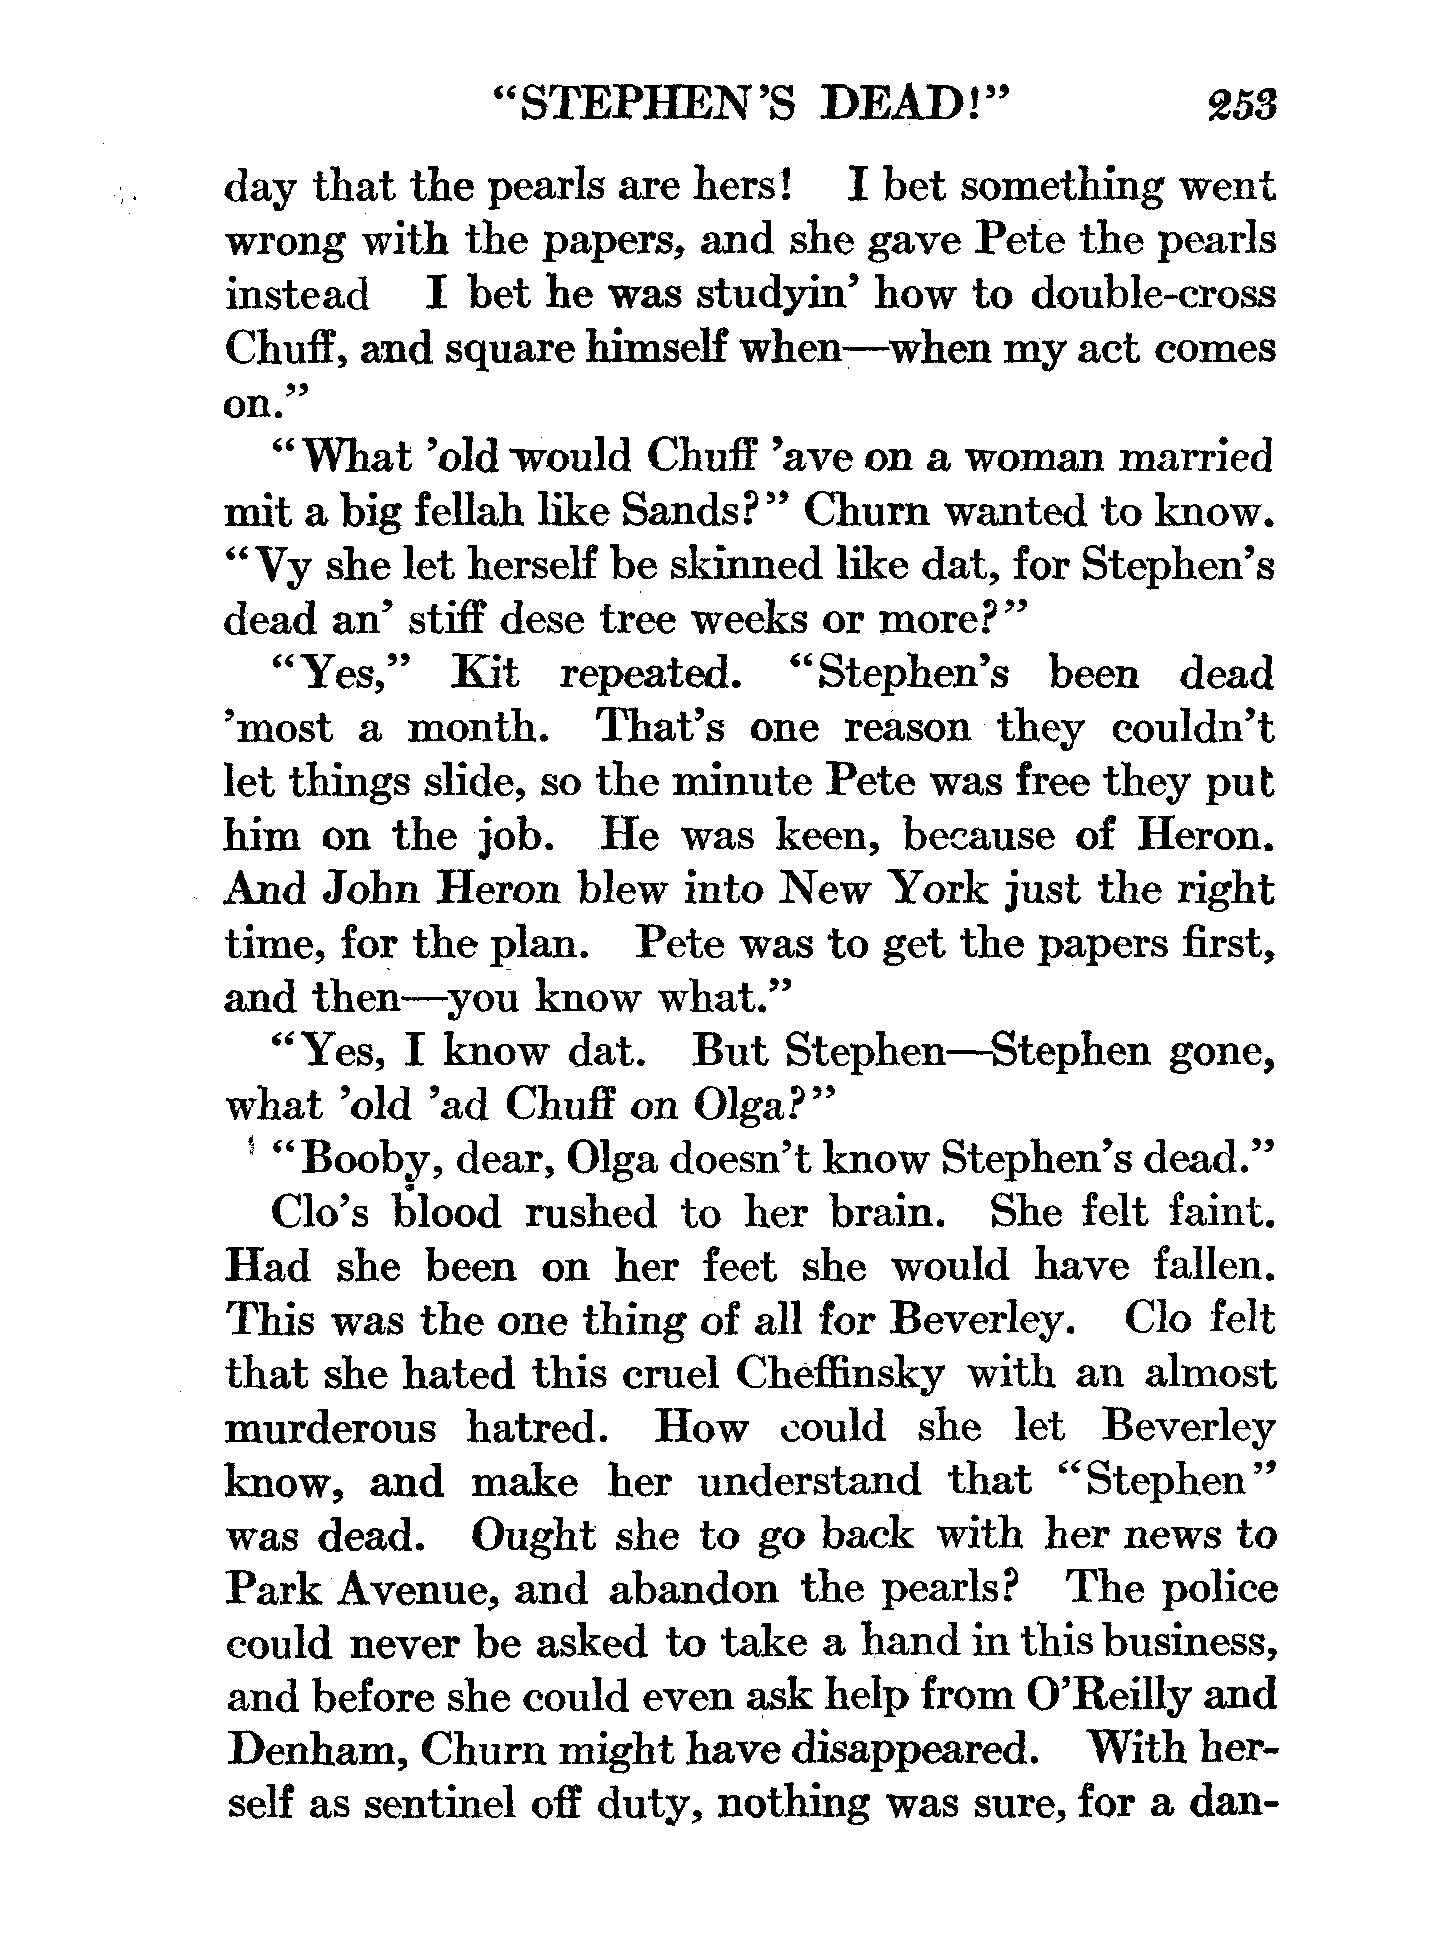 "STEPHEN'S DEAD!" 253
day that the pearls are hers! I bet something went
wrong with the papers, and she gave Pete the pearls
instead I bet he was studyin' how to double-cross
Chuff, and square himself when—when my act comes
on."
"What 'old would Chuff 'ave on a woman married
mit a big fellah like Sands?" Churn wanted to know.
"Vy she let herself be skinned like dat, for Stephen's
dead an' stiff dese tree weeks or more?"
"Yes," Kit repeated. "Stephen's been dead
'most a month. That's one reason they couldn't
let things slide, so the minute Pete was free they put
him on the job. He was keen, because of Heron.
And John Heron blew into New York just the right
time, for the plan. Pete was to get the papers first,
and then—you know what."
"Yes, I know dat. But Stephen—Stephen gone,
what 'old 'ad Chuff on Olga?"
"Booby, dear, Olga doesn't know Stephen's dead."
Clo's blood rushed to her brain. She felt faint.
Had she been on her feet she would have fallen.
This was the one thing of all for Beverley. Clo felt
that she hated this cruel Cheffinsky with an almost
murderous hatred. How could she let Beverley
know, and make her understand that "Stephen"
was dead. Ought she to go back with her news to
Park Avenue, and abandon the pearls? The police
could never be asked to take a hand in this business,
and before she could even ask help from O'Reilly and
Denham, Churn might have disappeared. With her-
self as sentinel off duty, nothing was sure, for a dan-